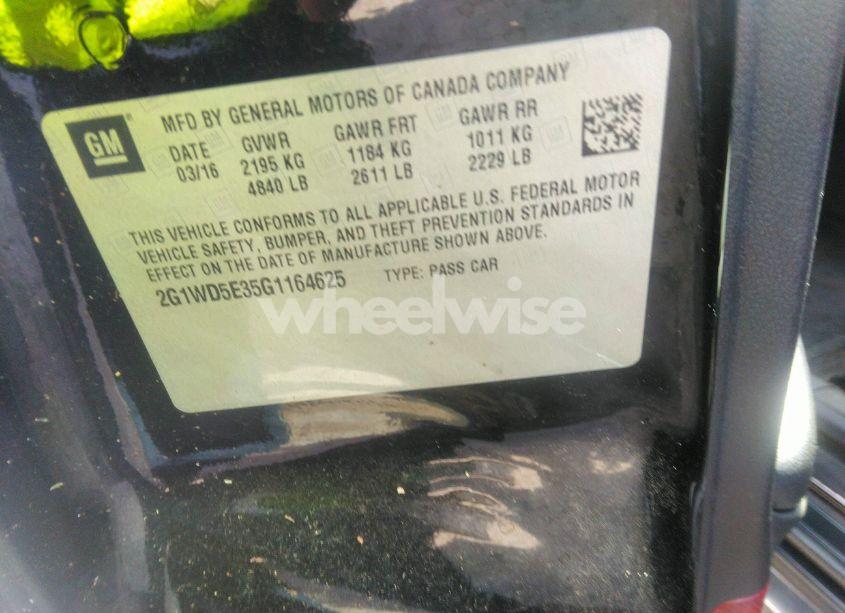 MFD BY GENERAL MOTORS OF CANADA COMPANY
GM
DATE GVWR GAWR FRT GAWR RR
03/16 2195 KG 1184 KG 1011 KG
4840 LB 2611 LB 2229 LB
THIS VEHICLE CONFORMS TO ALL APPLICABLE U.S. FEDERAL MOTOR
VEHICLE SAFETY, BUMPER, AND THEFT PREVENTION STANDARDS IN
EFFECT ON THE DATE OF MANUFACTURE SHOWN ABOVE.
2G1WD5E35G1164625 TYPE: PASS CAR
wheelwise